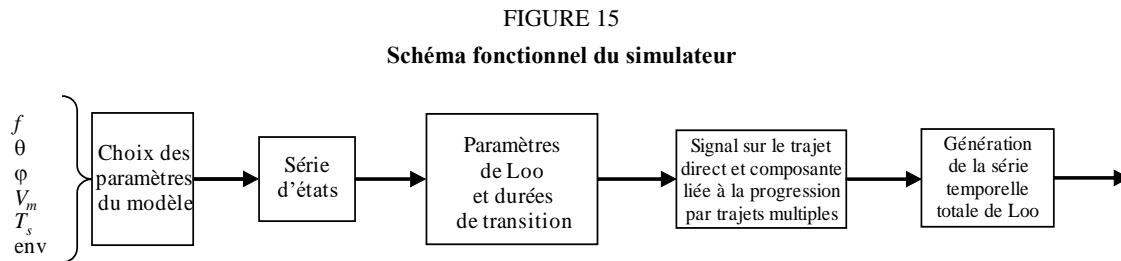 FIGURE 15
Schéma fonctionnel du simulateur
f
θ
φ
Vm
Ts
env
Choix des
paramètres
du modèle
Série
d'états
Paramètres
de Loo
et durées
de transition
Signal sur le trajet
direct et composante
liée à la progression
par trajets multiples
Génération
de la série
temporelle
totale de Loo